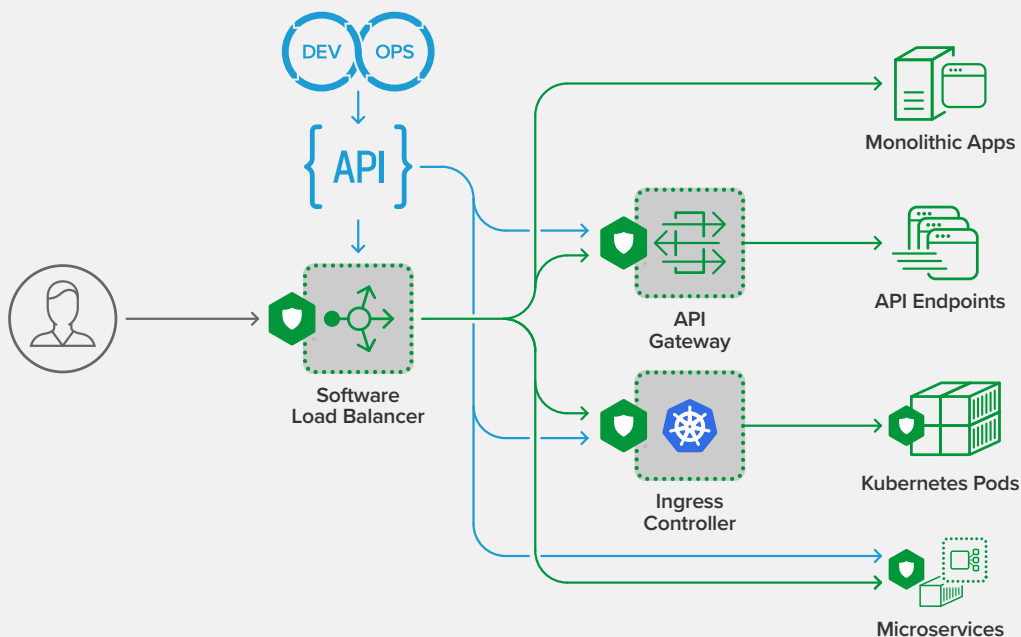 DEV OPS
{ API }
Monolithic Apps
API
Gateway
API Endpoints
Software
Load Balancer
Ingress
Controller
Kubernetes Pods
Microservices